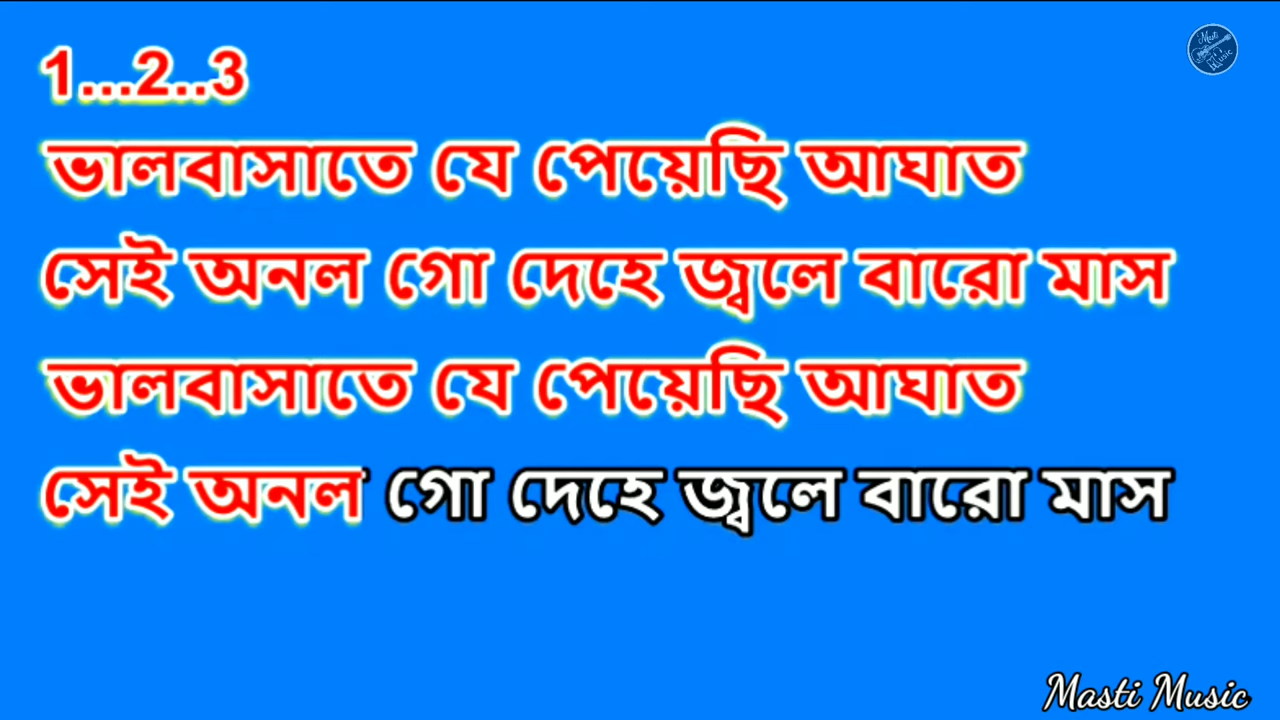 1...2..3
ভালবাসাতে যে পেয়েছি আঘাত
সেই অনল গো দেহে জ্বলে বারো মাস
ভালবাসাতে যে পেয়েছি আঘাত
সেই অনল গো দেহে জ্বলে বারো মাস
Masti Music